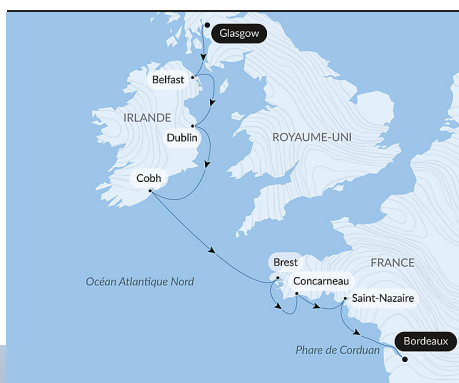 Glasgow
Belfast
IRLANDE
Dublin
ROYAUME-UNI
Cobh
Brest
FRANCE
Océan Atlantique Nord
Concarneau
Saint-Nazaire
Bordeaux
Phare de Corduan